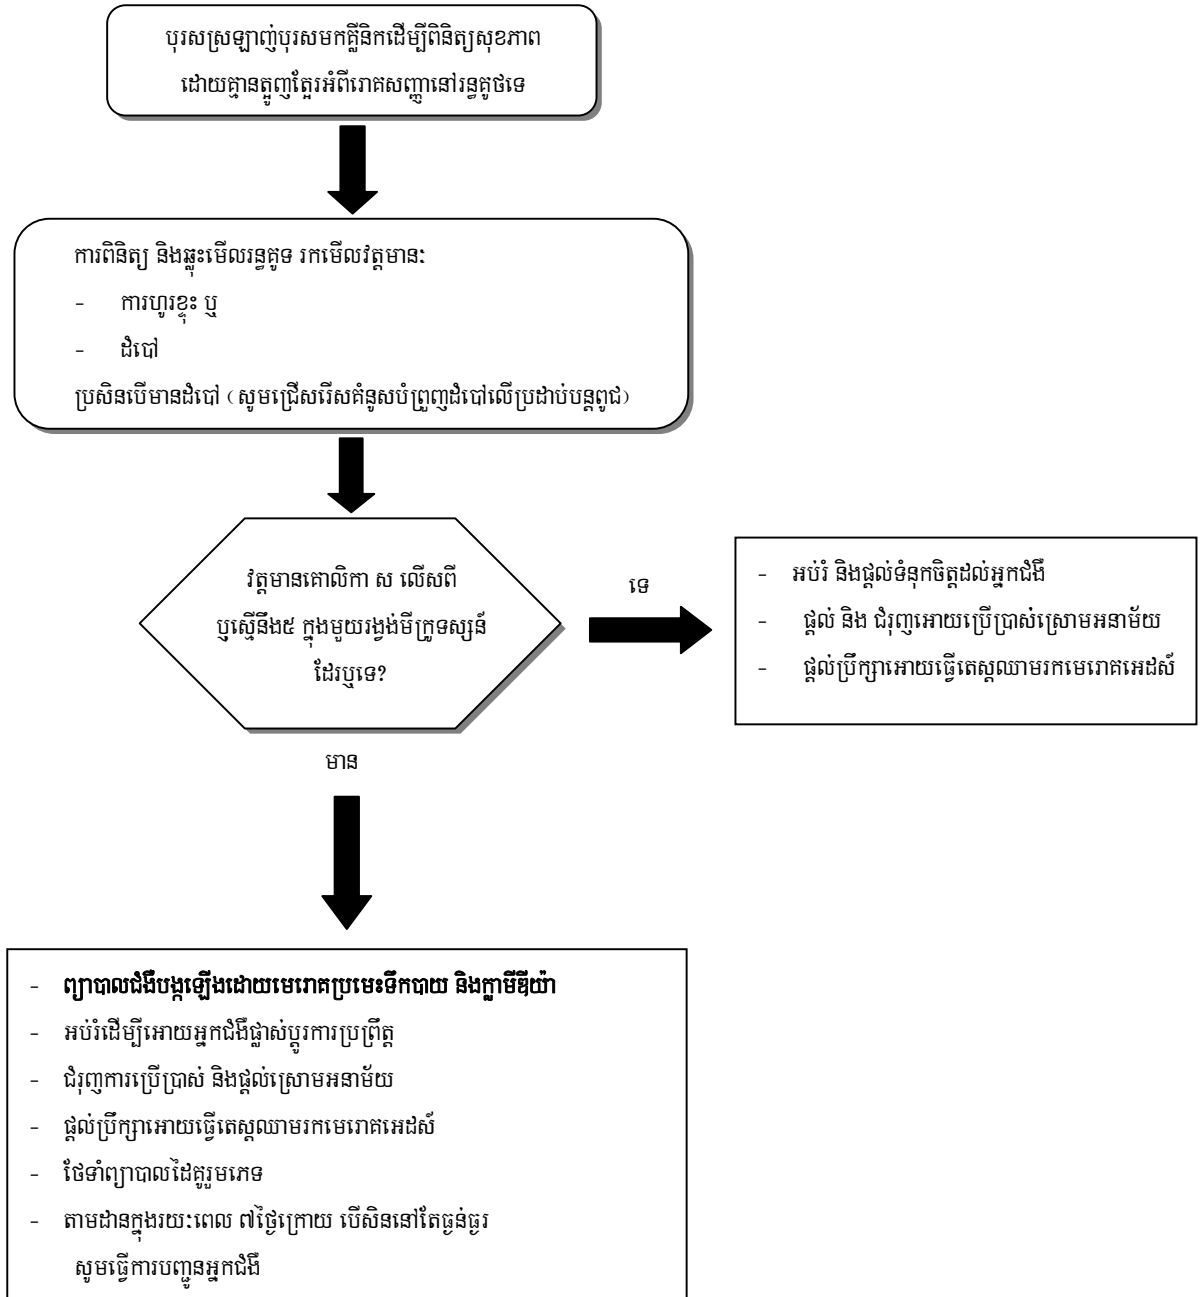 បុរសស្រឡាញ់បុរសមកគ្លីនិកដើម្បីពិនិត្យសុខភាព
ដោយគ្មានត្អូញត្អែរអំពីរោគសញ្ញានៅរន្ធគូថទេ
ការពិនិត្យ និងឆ្លុះមើលរន្ធគូទ រកមើលវត្តមានៈ
- ការហូរខ្ទុះ ឬ
- ដំបៅ
ប្រសិនបើមានដំបៅ (សូមជ្រើសរើសគំនូសបំព្រួញដំបៅលើប្រដាប់បន្តពូជ)
វត្តមានគោលិកា ស លើសពី
ឬស្មើនឹង៥ ក្នុងមួយរង្វង់មីក្រូទស្សន៍
ដែរឬទេ?
ទេ
- អប់រំ និងផ្តល់ទំនុកចិត្តដល់អ្នកជំងឺ
- ផ្តល់ និង ជំរុញអោយប្រើប្រាស់ស្រោមអនាម័យ
- ផ្តល់ប្រឹក្សាអោយធ្វើតេស្តឈាមរកមេរោគអេដស៍
មាន
- ព្យាបាលជំងឺបង្កឡើងដោយមេរោគប្រមេះទឹកបាយ និងក្លាមីឌីយ៉ា
- អប់រំដើម្បីអោយអ្នកជំងឺផ្លាស់ប្តូរការប្រព្រឹត្ត
- ជំរុញការប្រើប្រាស់ និងផ្តល់ស្រោមអនាម័យ
- ផ្តល់ប្រឹក្សាអោយធ្វើតេស្តឈាមរកមេរោគអេដស៍
- ថែទាំព្យាបាលដៃគូរួមភេទ
- តាមដានក្នុងរយៈពេល ៧ថ្ងៃក្រោយ បើសិននៅតែធ្ងន់ធ្ងរ
សូមធ្វើការបញ្ជូនអ្នកជំងឺ